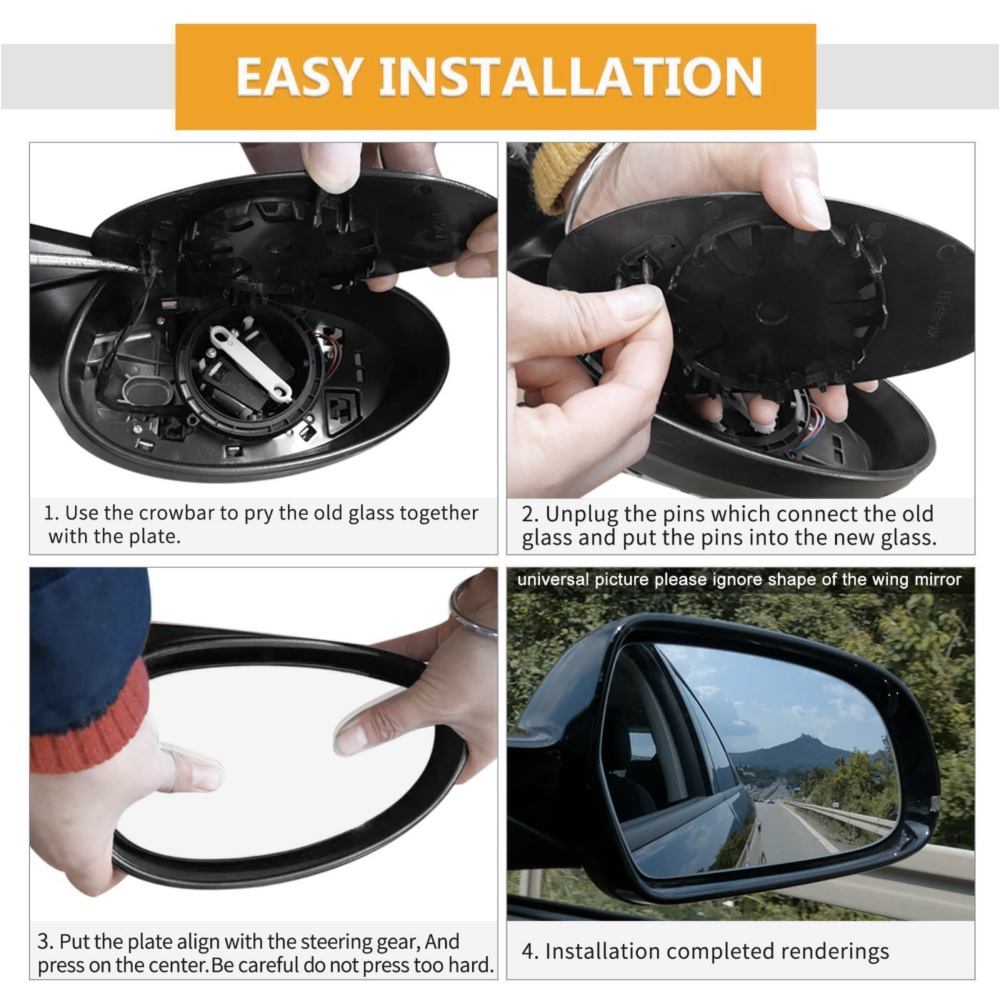 EASY INSTALLATION
1. Use the crowbar to pry the old glass together
with the plate.
2. Unplug the pins which connect the old
glass and put the pins into the new glass.
3. Put the plate align with the steering gear, And
press on the center.Be careful do not press too hard.
universal picture please ignore shape of the wing mirror
4. Installation completed renderings